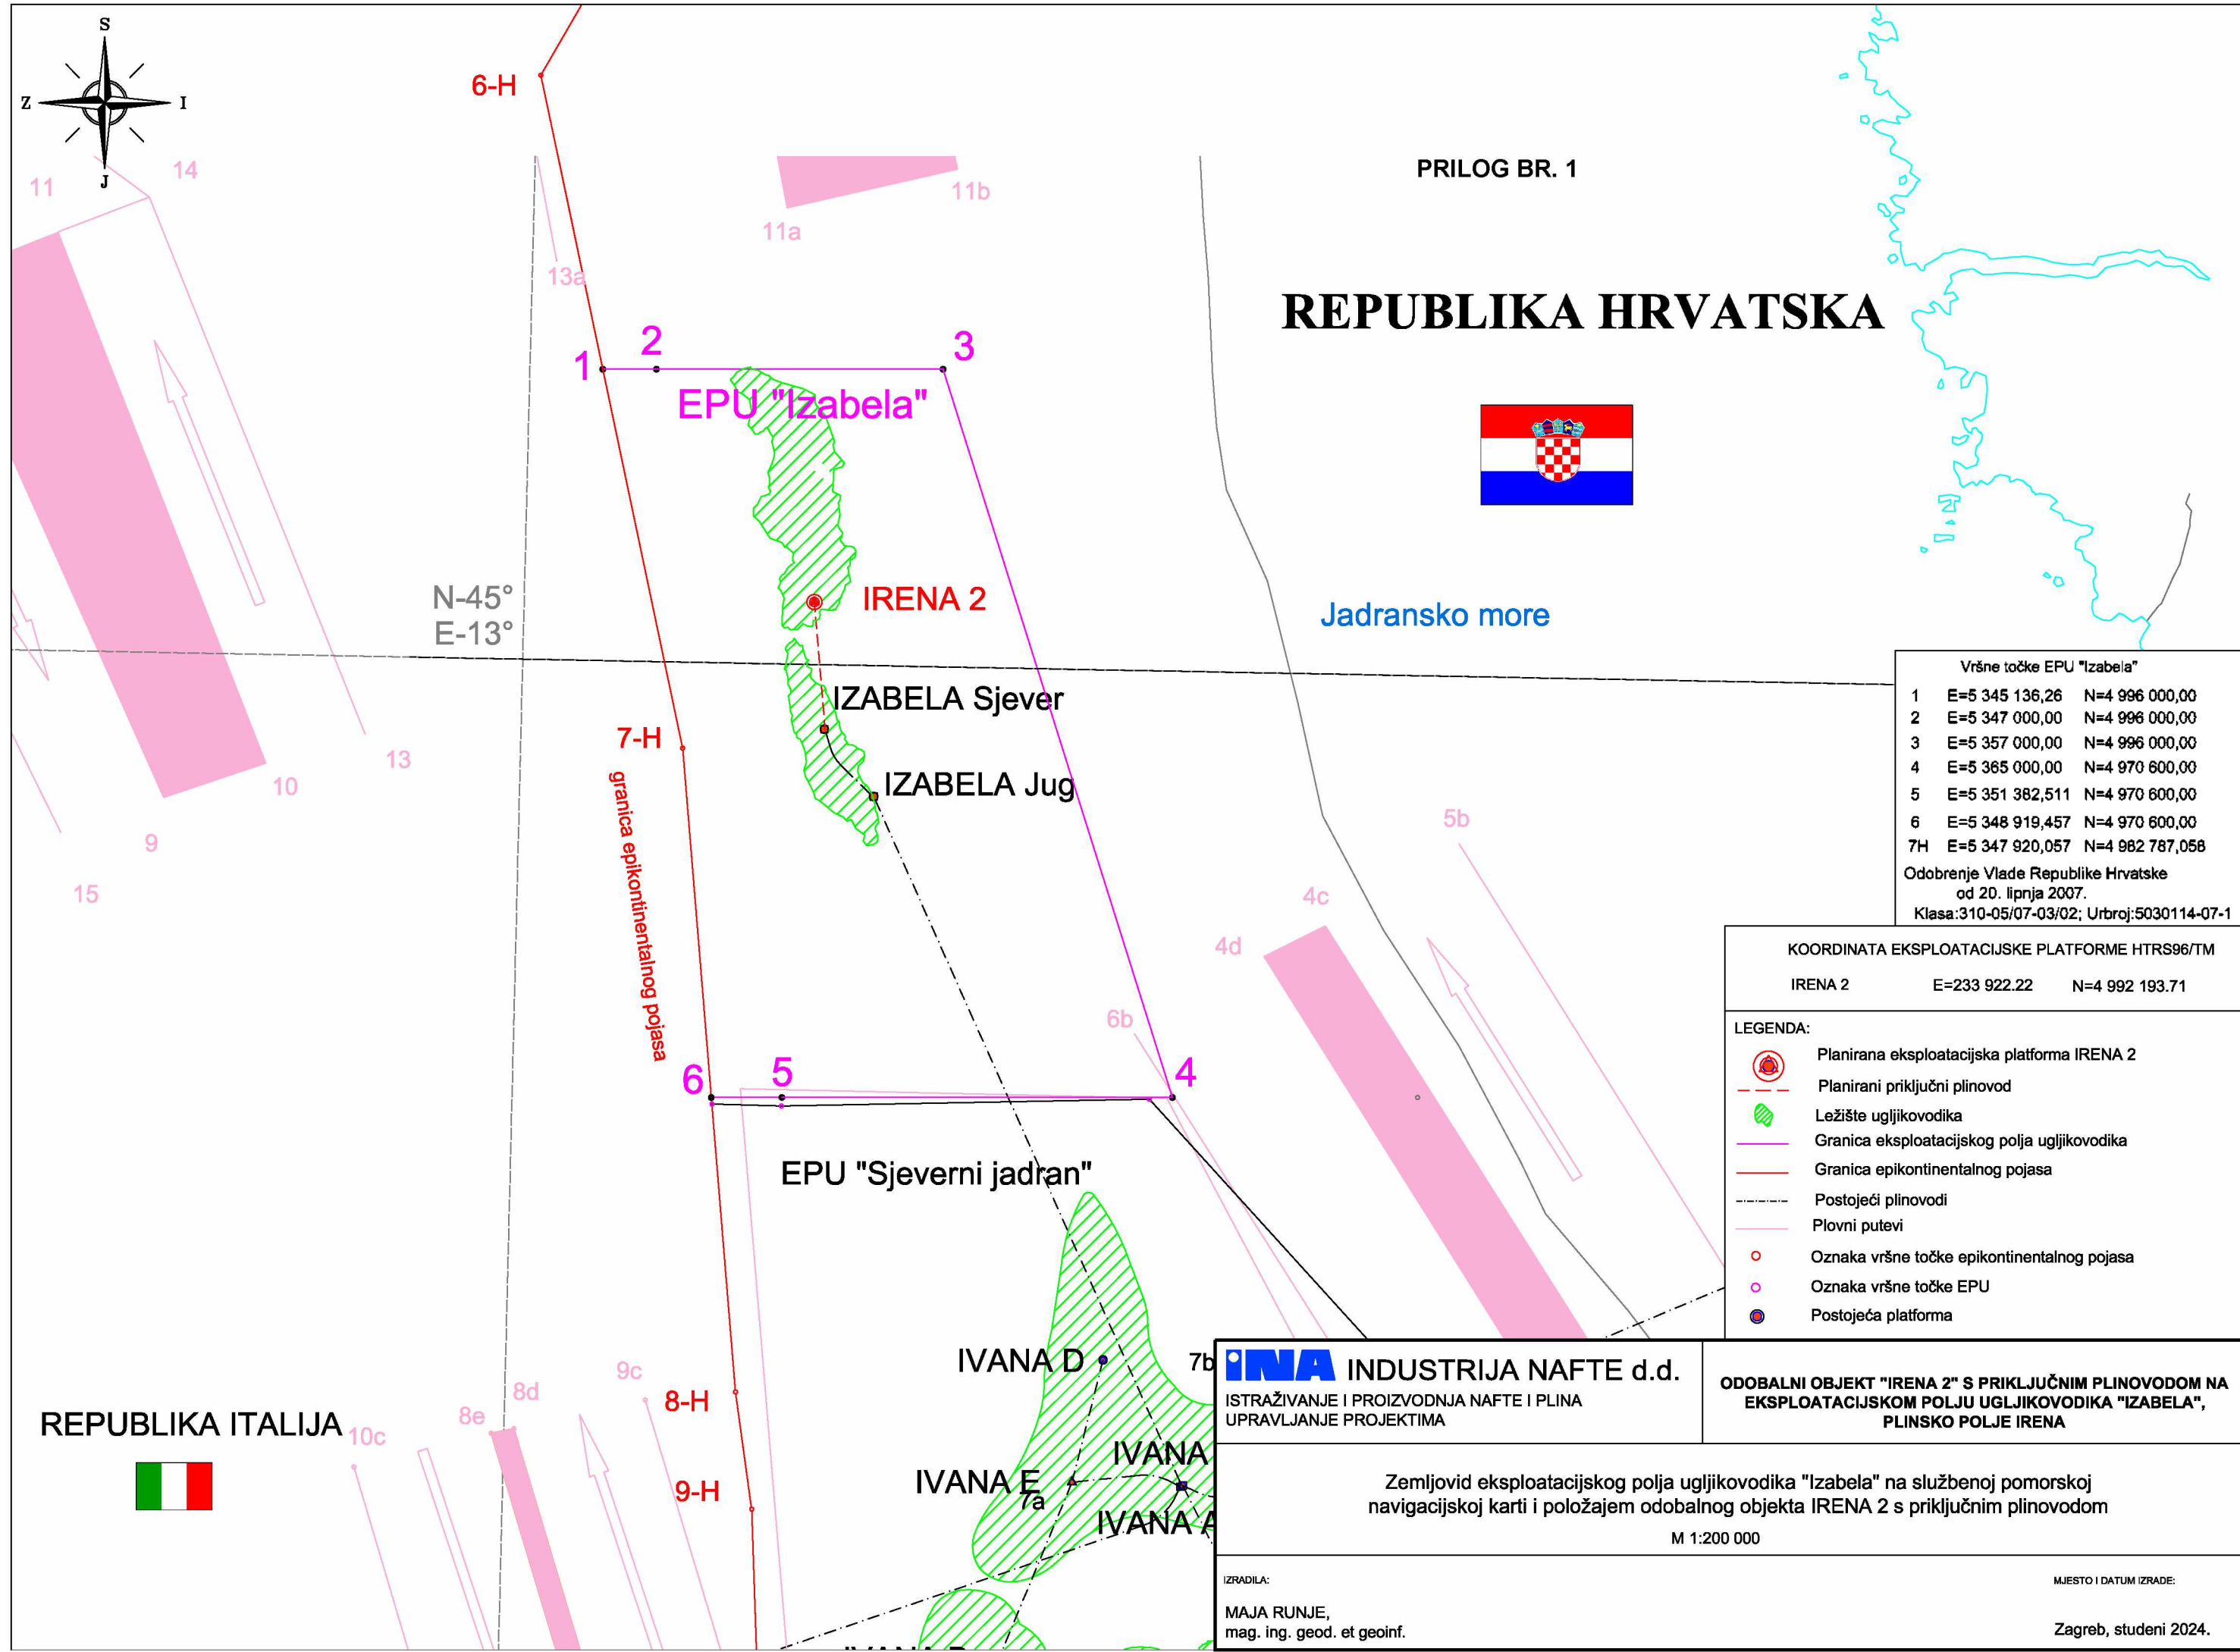 S
Z
I
J
6-H
11
14
13a
11a
11b
PRILOG BR. 1
REPUBLIKA HRVATSKA
1
2
3
EPU "Izabela"
N-45°
E-13°
IRENA 2
Jadransko more
IZABELA Sjever
7-H
IZABELA Jug
granica epikontinentalnog pojasa
13
10
9
15
5b
4c
4d
6b
6
5
4
EPU "Sjeverni jadran"
Vršne točke EPU "Izabela"
1 E=5 345 136,26 N=4 996 000,00
2 E=5 347 000,00 N=4 996 000,00
3 E=5 357 000,00 N=4 996 000,00
4 E=5 365 000,00 N=4 970 600,00
5 E=5 351 382,511 N=4 970 600,00
6 E=5 348 919,457 N=4 970 600,00
7H E=5 347 920,057 N=4 982 787,058
Odobrenje Vlade Republike Hrvatske
od 20. lipnja 2007.
Klasa:310-05/07-03/02; Urbroj:5030114-07-1
KOORDINATA EKSPLOATACIJSKE PLATFORME HTRS96/TM
IRENA 2 E=233 922.22 N=4 992 193.71
LEGENDA:
Planirana eksploatacijska platforma IRENA 2
Planirani priključni plinovod
Ležište ugljikovodika
Granica eksploatacijskog polja ugljikovodika
Granica epikontinentalnog pojasa
Postojeći plinovodi
Plovni putevi
Oznaka vršne točke epikontinentalnog pojasa
Oznaka vršne točke EPU
Postojeća platforma
IVANA D
7b
8-H
9c
8d
8e
10c
REPUBLIKA ITALIJA
9-H
IVANA E
7a
IVANA
IVANA A
INA INDUSTRIJA NAFTE d.d.
ISTRAŽIVANJE I PROIZVODNJA NAFTE I PLINA
UPRAVLJANJE PROJEKTIMA
ODOBALNI OBJEKT "IRENA 2" S PRIKLJUČNIM PLINOVODOM NA
EKSPLOATACIJSKOM POLJU UGLJIKOVODIKA "IZABELA",
PLINSKO POLJE IRENA
Zemljovid eksploatacijskog polja ugljikovodika "Izabela" na službenoj pomorskoj
navigacijskoj karti i položajem odobalnog objekta IRENA 2 s priključnim plinovodom
M 1:200 000
IZRADILA:
MAJA RUNJE,
mag. ing. geod. et geoinf.
MJESTO I DATUM IZRADE:
Zagreb, studeni 2024.